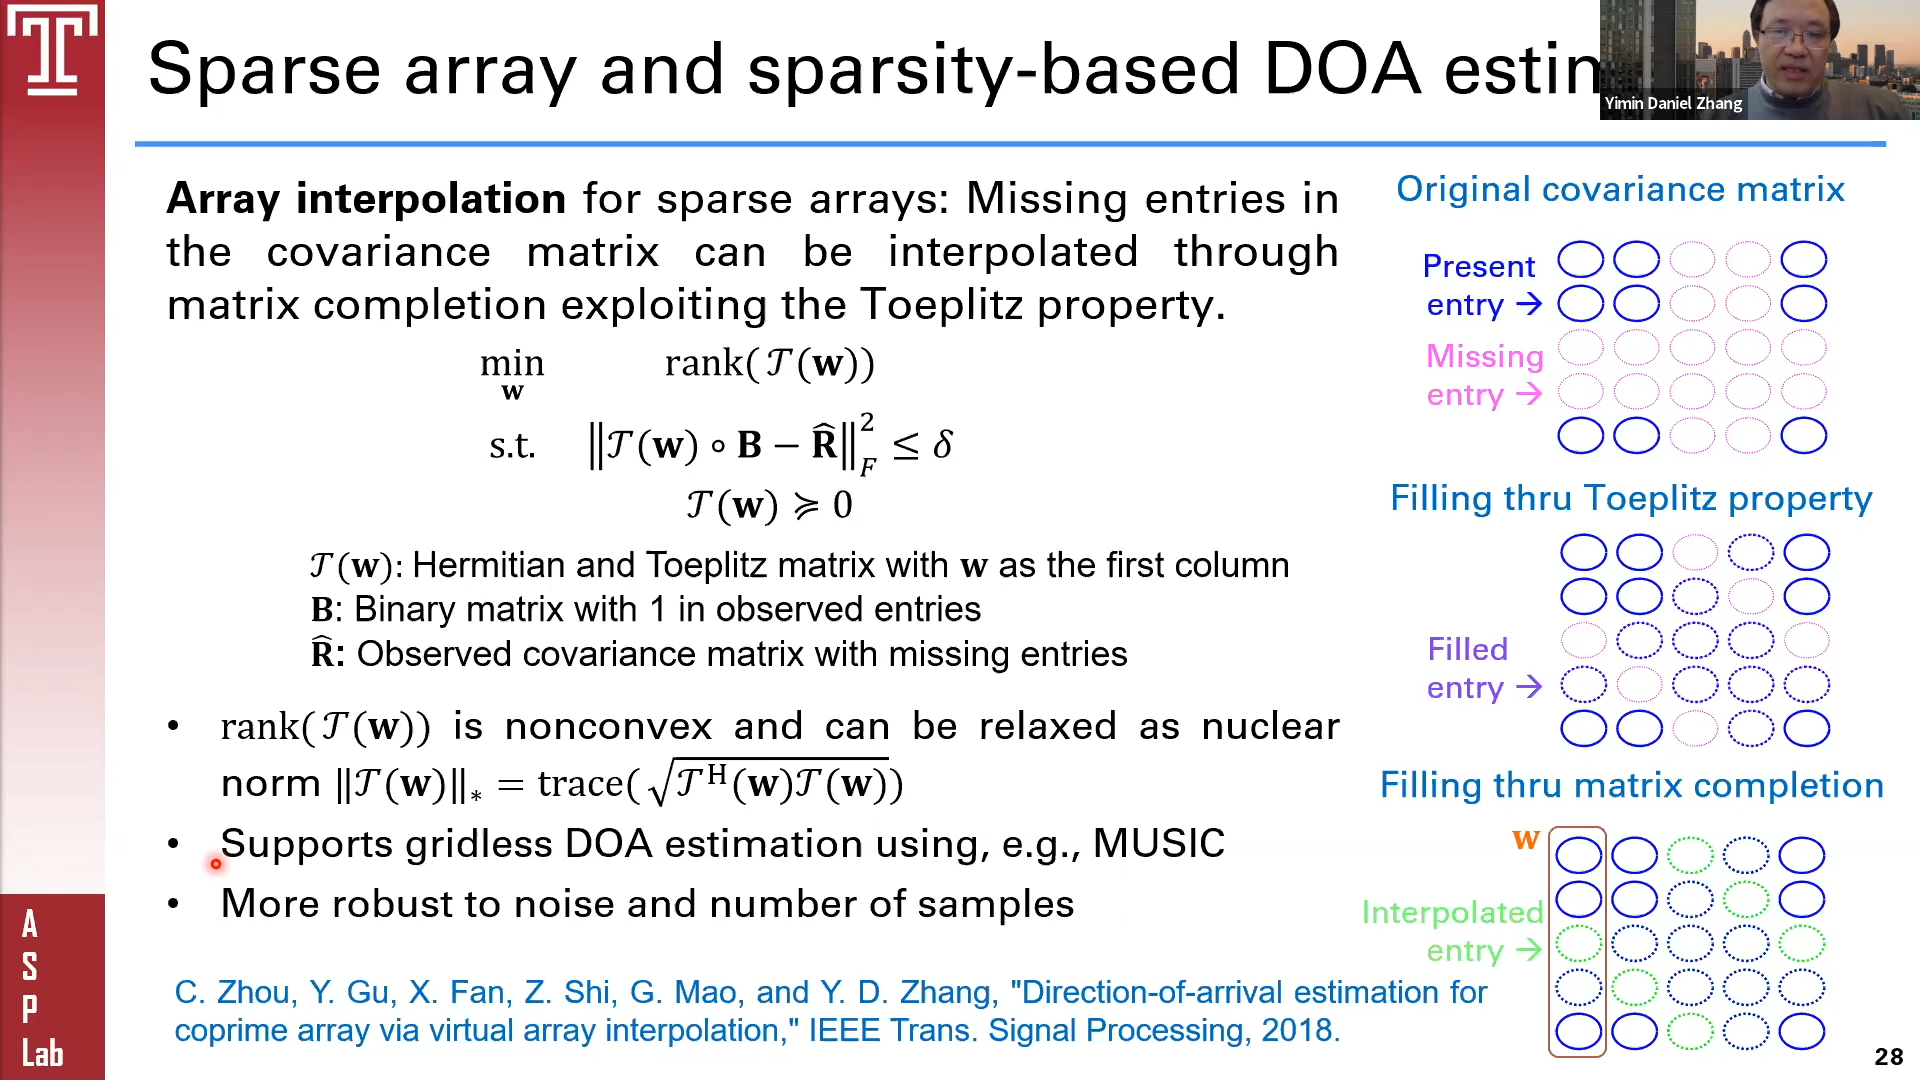 Sparse array and sparsity-based DOA estim
Yimin Daniel Zhang
Array interpolation for sparse arrays: Missing entries in
the covariance matrix can be interpolated through
matrix completion exploiting the Toeplitz property.
min rank(𝒯(𝐰))
𝐰
s.t. ‖𝒯(𝐰) ∘ 𝐁 − 𝐑̂‖²_F ≤ δ
𝒯(𝐰) ≽ 0
𝒯(𝐰): Hermitian and Toeplitz matrix with 𝐰 as the first column
𝐁: Binary matrix with 1 in observed entries
𝐑̂: Observed covariance matrix with missing entries
• rank(𝒯(𝐰)) is nonconvex and can be relaxed as nuclear
norm ‖𝒯(𝐰)‖_* = trace(√(𝒯^H(𝐰)𝒯(𝐰)))
• Supports gridless DOA estimation using, e.g., MUSIC
• More robust to noise and number of samples
C. Zhou, Y. Gu, X. Fan, Z. Shi, G. Mao, and Y. D. Zhang, "Direction-of-arrival estimation for
coprime array via virtual array interpolation," IEEE Trans. Signal Processing, 2018.
Original covariance matrix
Present
entry →
Missing
entry →
Filling thru Toeplitz property
Filled
entry →
Filling thru matrix completion
𝐰
Interpolated
entry →
A
S
P
Lab
28